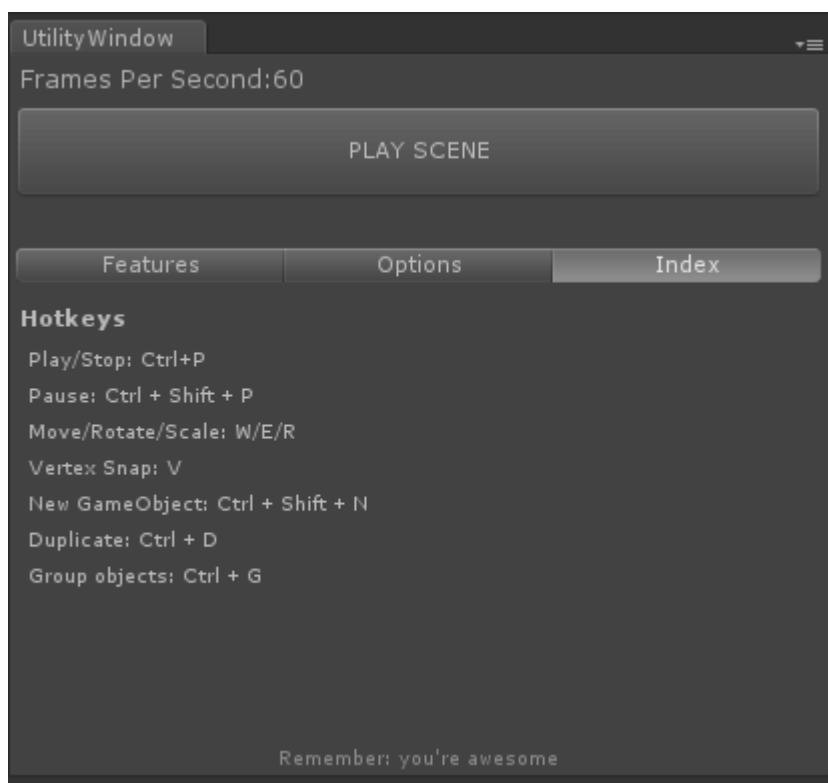 UtilityWindow
Frames Per Second:60
PLAY SCENE
Features Options Index
Hotkeys
Play/Stop: Ctrl+P
Pause: Ctrl + Shift + P
Move/Rotate/Scale: W/E/R
Vertex Snap: V
New GameObject: Ctrl + Shift + N
Duplicate: Ctrl + D
Group objects: Ctrl + G
Remember: you're awesome